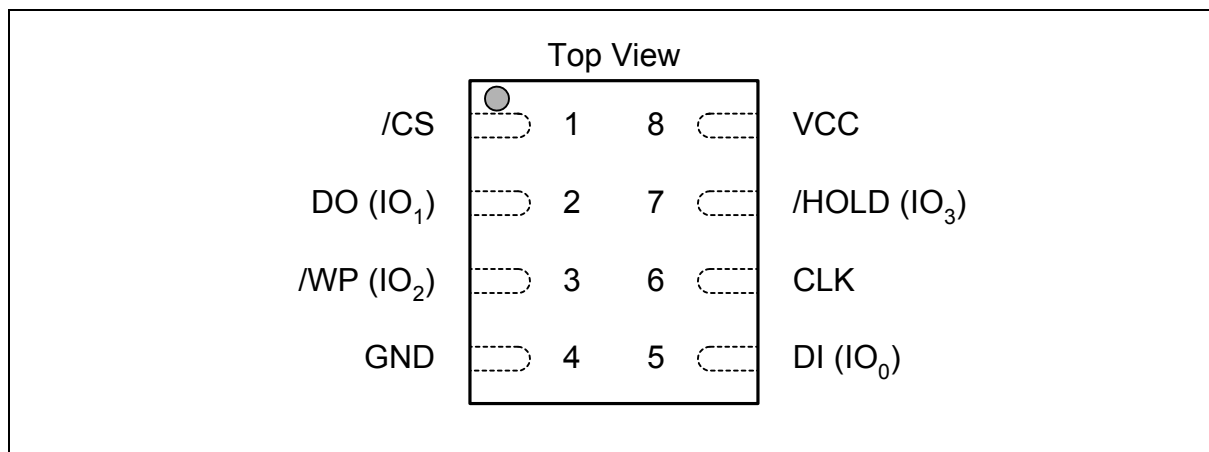 Top View
/CS 1 8 VCC
DO (IO₁) 2 7 /HOLD (IO₃)
/WP (IO₂) 3 6 CLK
GND 4 5 DI (IO₀)